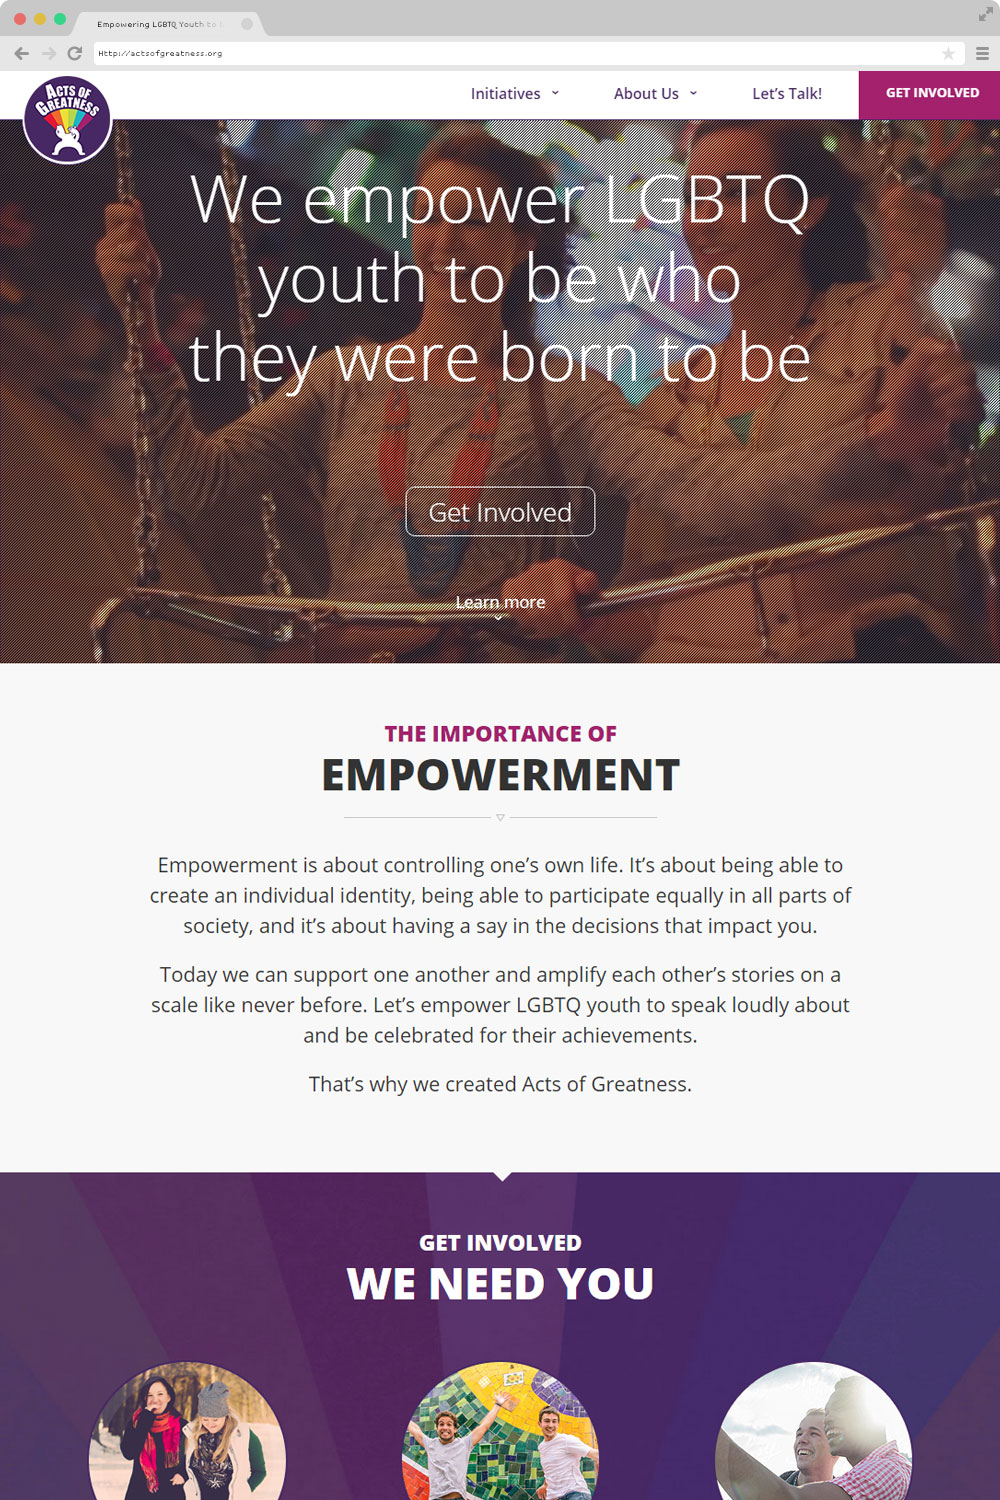 Empowering LGBTQ Youth to
Http://actsofgreatness.org
ACTS OF
GREATNESS
Initiatives
About Us
Let's Talk!
GET INVOLVED
We empower LGBTQ
youth to be who
they were born to be
Get Involved
Learn more
THE IMPORTANCE OF
EMPOWERMENT
Empowerment is about controlling one's own life. It's about being able to
create an individual identity, being able to participate equally in all parts of
society, and it's about having a say in the decisions that impact you.
Today we can support one another and amplify each other's stories on a
scale like never before. Let's empower LGBTQ youth to speak loudly about
and be celebrated for their achievements.
That's why we created Acts of Greatness.
GET INVOLVED
WE NEED YOU